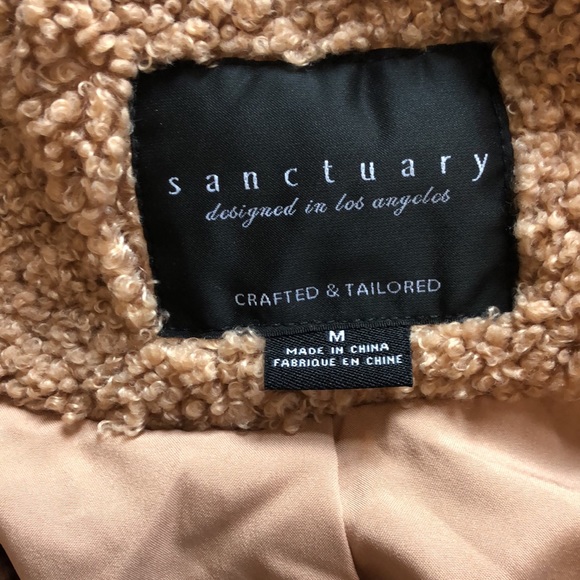 sanctuary
designed in los angeles
CRAFTED & TAILORED
M
MADE IN CHINA
FABRIQUE EN CHINE